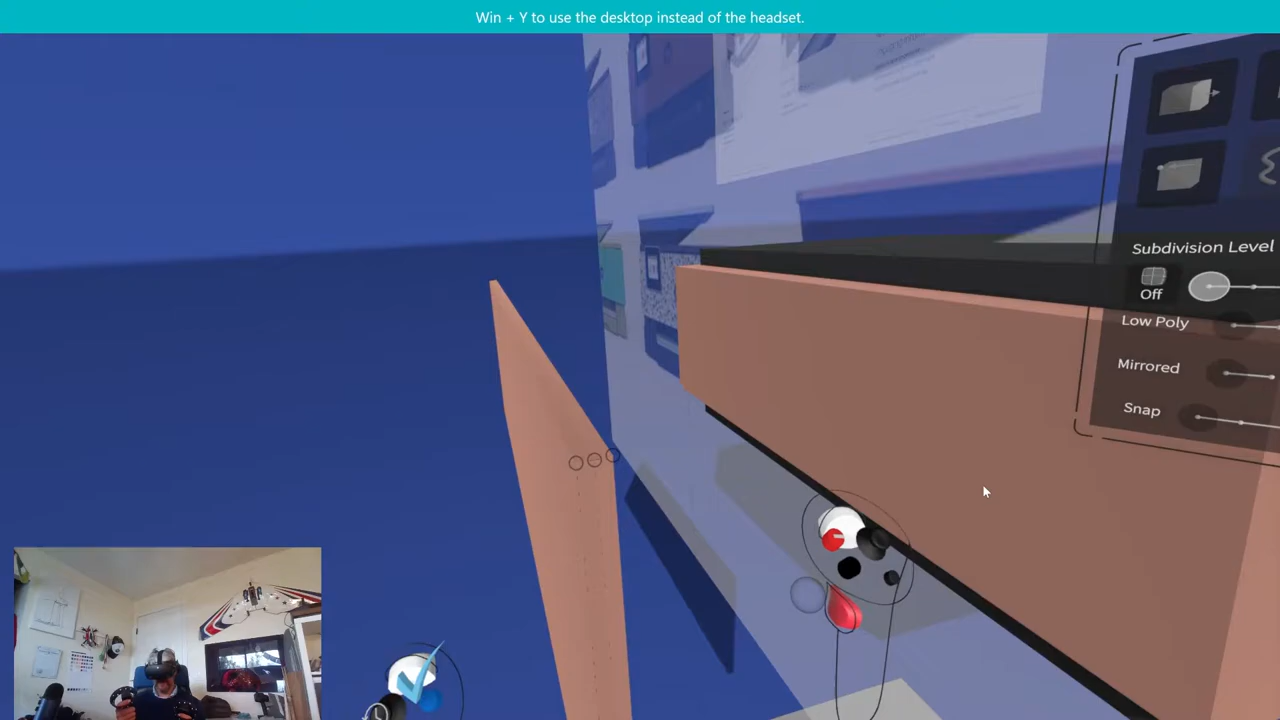 Win + Y to use the desktop instead of the headset.
Subdivision Level
Off
Low Poly
Mirrored
Snap